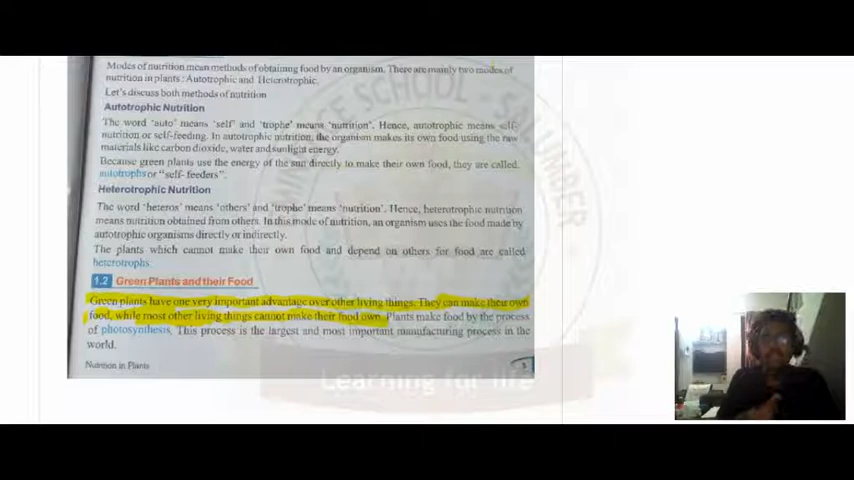 Modes of nutrition mean methods of obtaining food by an organism. There are mainly two modes of
nutrition in plants : Autotrophic and Heterotrophic.
Let's discuss both methods of nutrition
Autotrophic Nutrition
The word 'auto' means 'self' and 'trophe' means 'nutrition'. Hence, autotrophic means self-
nutrition or self-feeding. In autotrophic nutrition, the organism makes its own food using the raw
materials like carbon dioxide, water and sunlight energy.
Because green plants use the energy of the sun directly to make their own food, they are called
autotrophs or "self- feeders".
Heterotrophic Nutrition
The word 'heteros' means 'others' and 'trophe' means 'nutrition'. Hence, heterotrophic nutrition
means nutrition obtained from others. In this mode of nutrition, an organism uses the food made by
autotrophic organisms directly or indirectly.
The plants which cannot make their own food and depend on others for food are called
heterotrophs.
1.2 Green Plants and their Food
Green plants have one very important advantage over other living things. They can make their own
food, while most other living things cannot make their food own. Plants make food by the process
of photosynthesis. This process is the largest and most important manufacturing process in the
world.
Nutrition in Plants
SCHOOL - SALUMBER
Learning for life